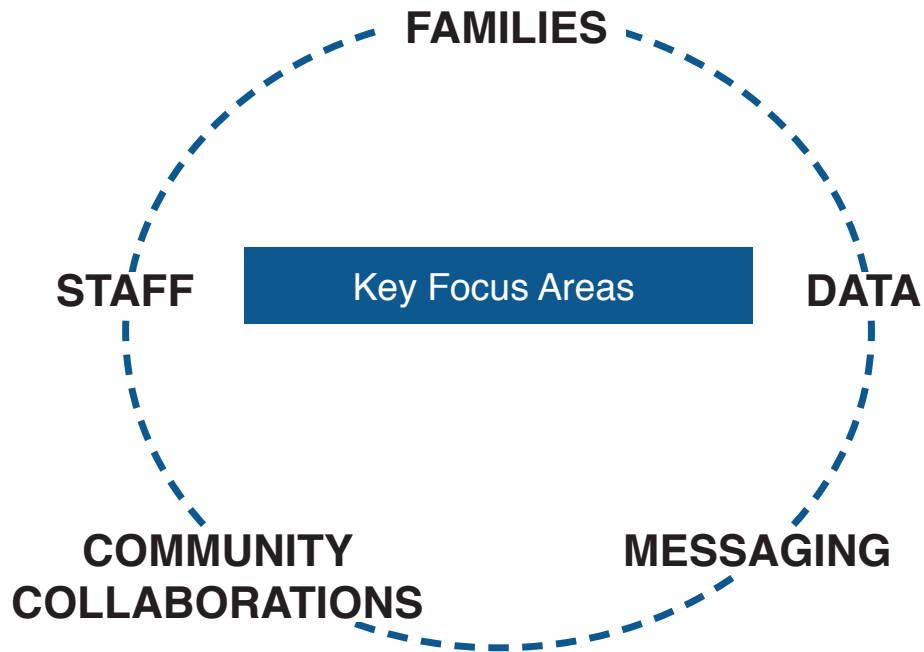 FAMILIES
STAFF
Key Focus Areas
DATA
COMMUNITY
COLLABORATIONS
MESSAGING